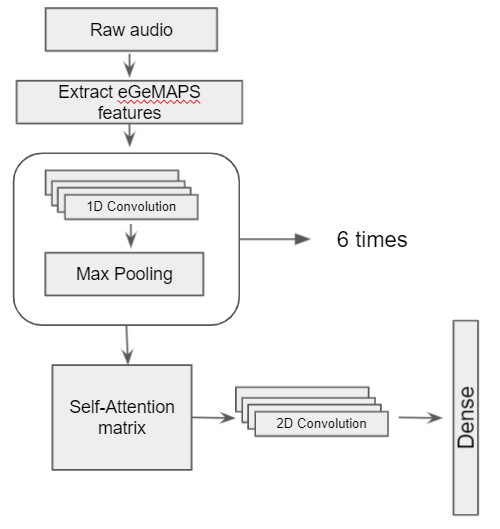 Raw audio
Extract eGeMAPS
features
1D Convolution
Max Pooling
6 times
Self-Attention
matrix
2D Convolution
Dense